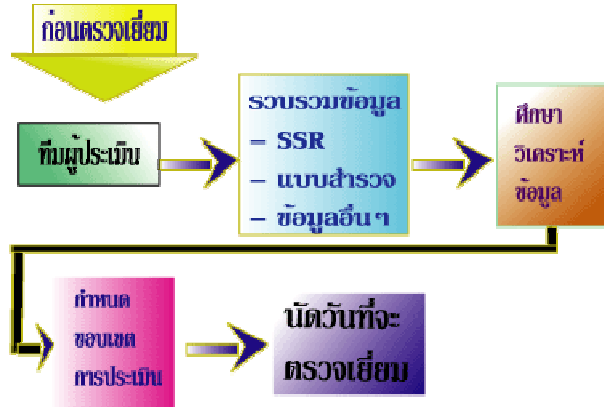 ก่อนตรวจเยี่ยม
ทีมผู้ประเมิน
รวบรวมข้อมูล
– SSR
– แบบสำรวจ
– ข้อมูลอื่นๆ
ศึกษา
วิเคราะห์
ข้อมูล
กำหนด
ขอบเขต
การประเมิน
นัดวันที่จะ
ตรวจเยี่ยม